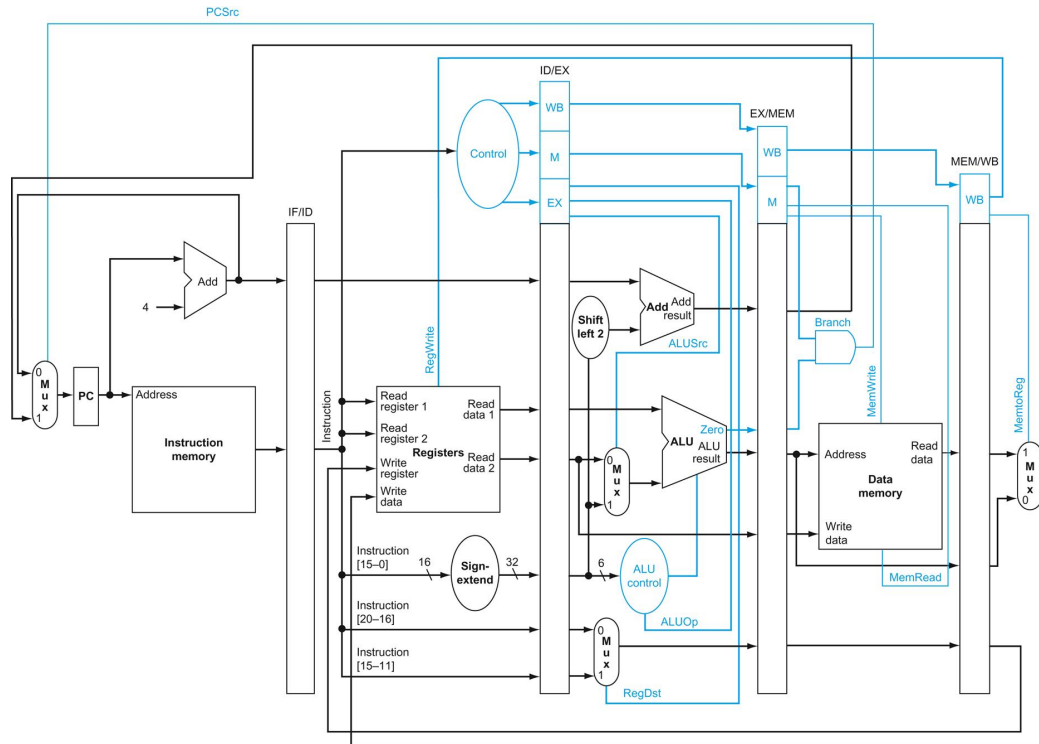 PCSrc
ID/EX
WB
EX/MEM
Control
M
WB
MEM/WB
EX
M
WB
IF/ID
Add
4
Add
Add
result
Shift
left 2
RegWrite
ALUSrc
Branch
MemWrite
MemtoReg
0
M
u
x
1
PC
Address
Instruction
memory
Instruction
Read
register 1
Read
data 1
Read
register 2
Registers
Read
data 2
Write
register
Write
data
0
M
u
x
1
Zero
ALU
ALU
result
Address
Read
data
Data
memory
Write
data
1
M
u
x
0
Instruction
[15–0]
16
Sign-
extend
32
6
ALU
control
MemRead
Instruction
[20–16]
ALUOp
0
M
u
x
1
Instruction
[15–11]
RegDst